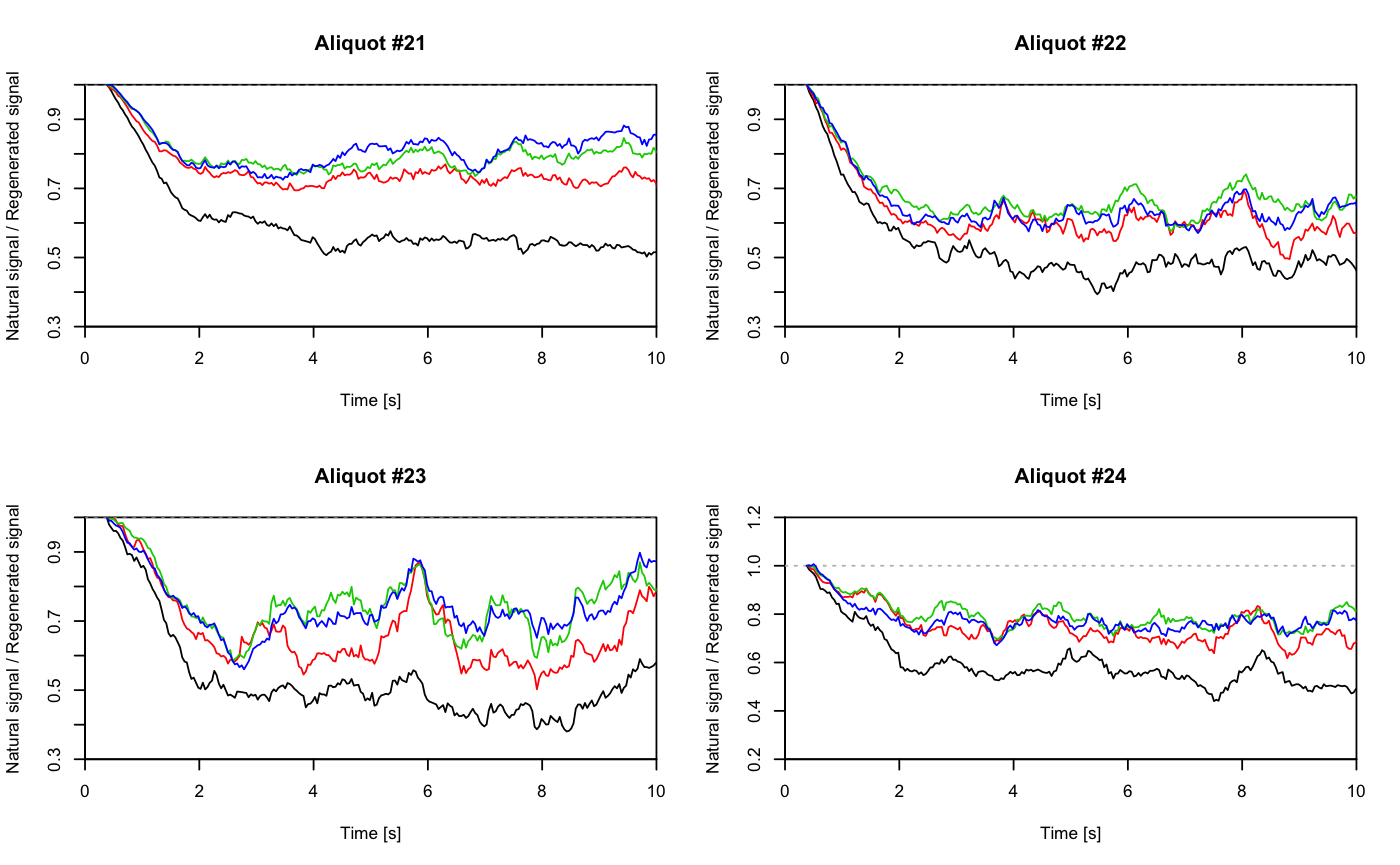 Aliquot #21
Natural signal / Regenerated signal
0.3 0.5 0.7 0.9
0 2 4 6 8 10
Time [s]
Aliquot #22
Natural signal / Regenerated signal
0.3 0.5 0.7 0.9
0 2 4 6 8 10
Time [s]
Aliquot #23
Natural signal / Regenerated signal
0.3 0.5 0.7 0.9
0 2 4 6 8 10
Time [s]
Aliquot #24
Natural signal / Regenerated signal
0.2 0.4 0.6 0.8 1.0 1.2
0 2 4 6 8 10
Time [s]